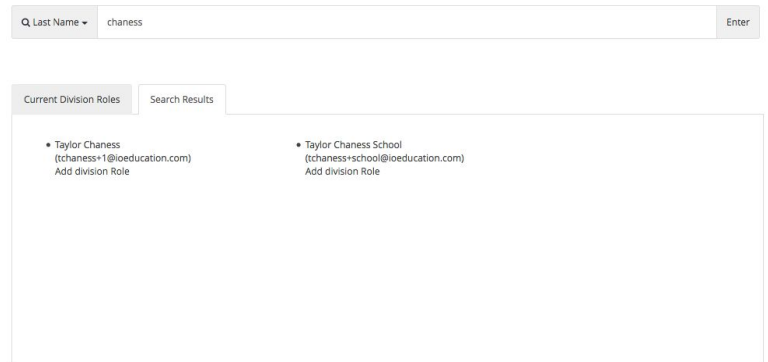 Last Name chaness Enter
Current Division Roles Search Results
Taylor Chaness
(tchaness+1@ioeducation.com)
Add division Role
Taylor Chaness School
(tchaness+school@ioeducation.com)
Add division Role